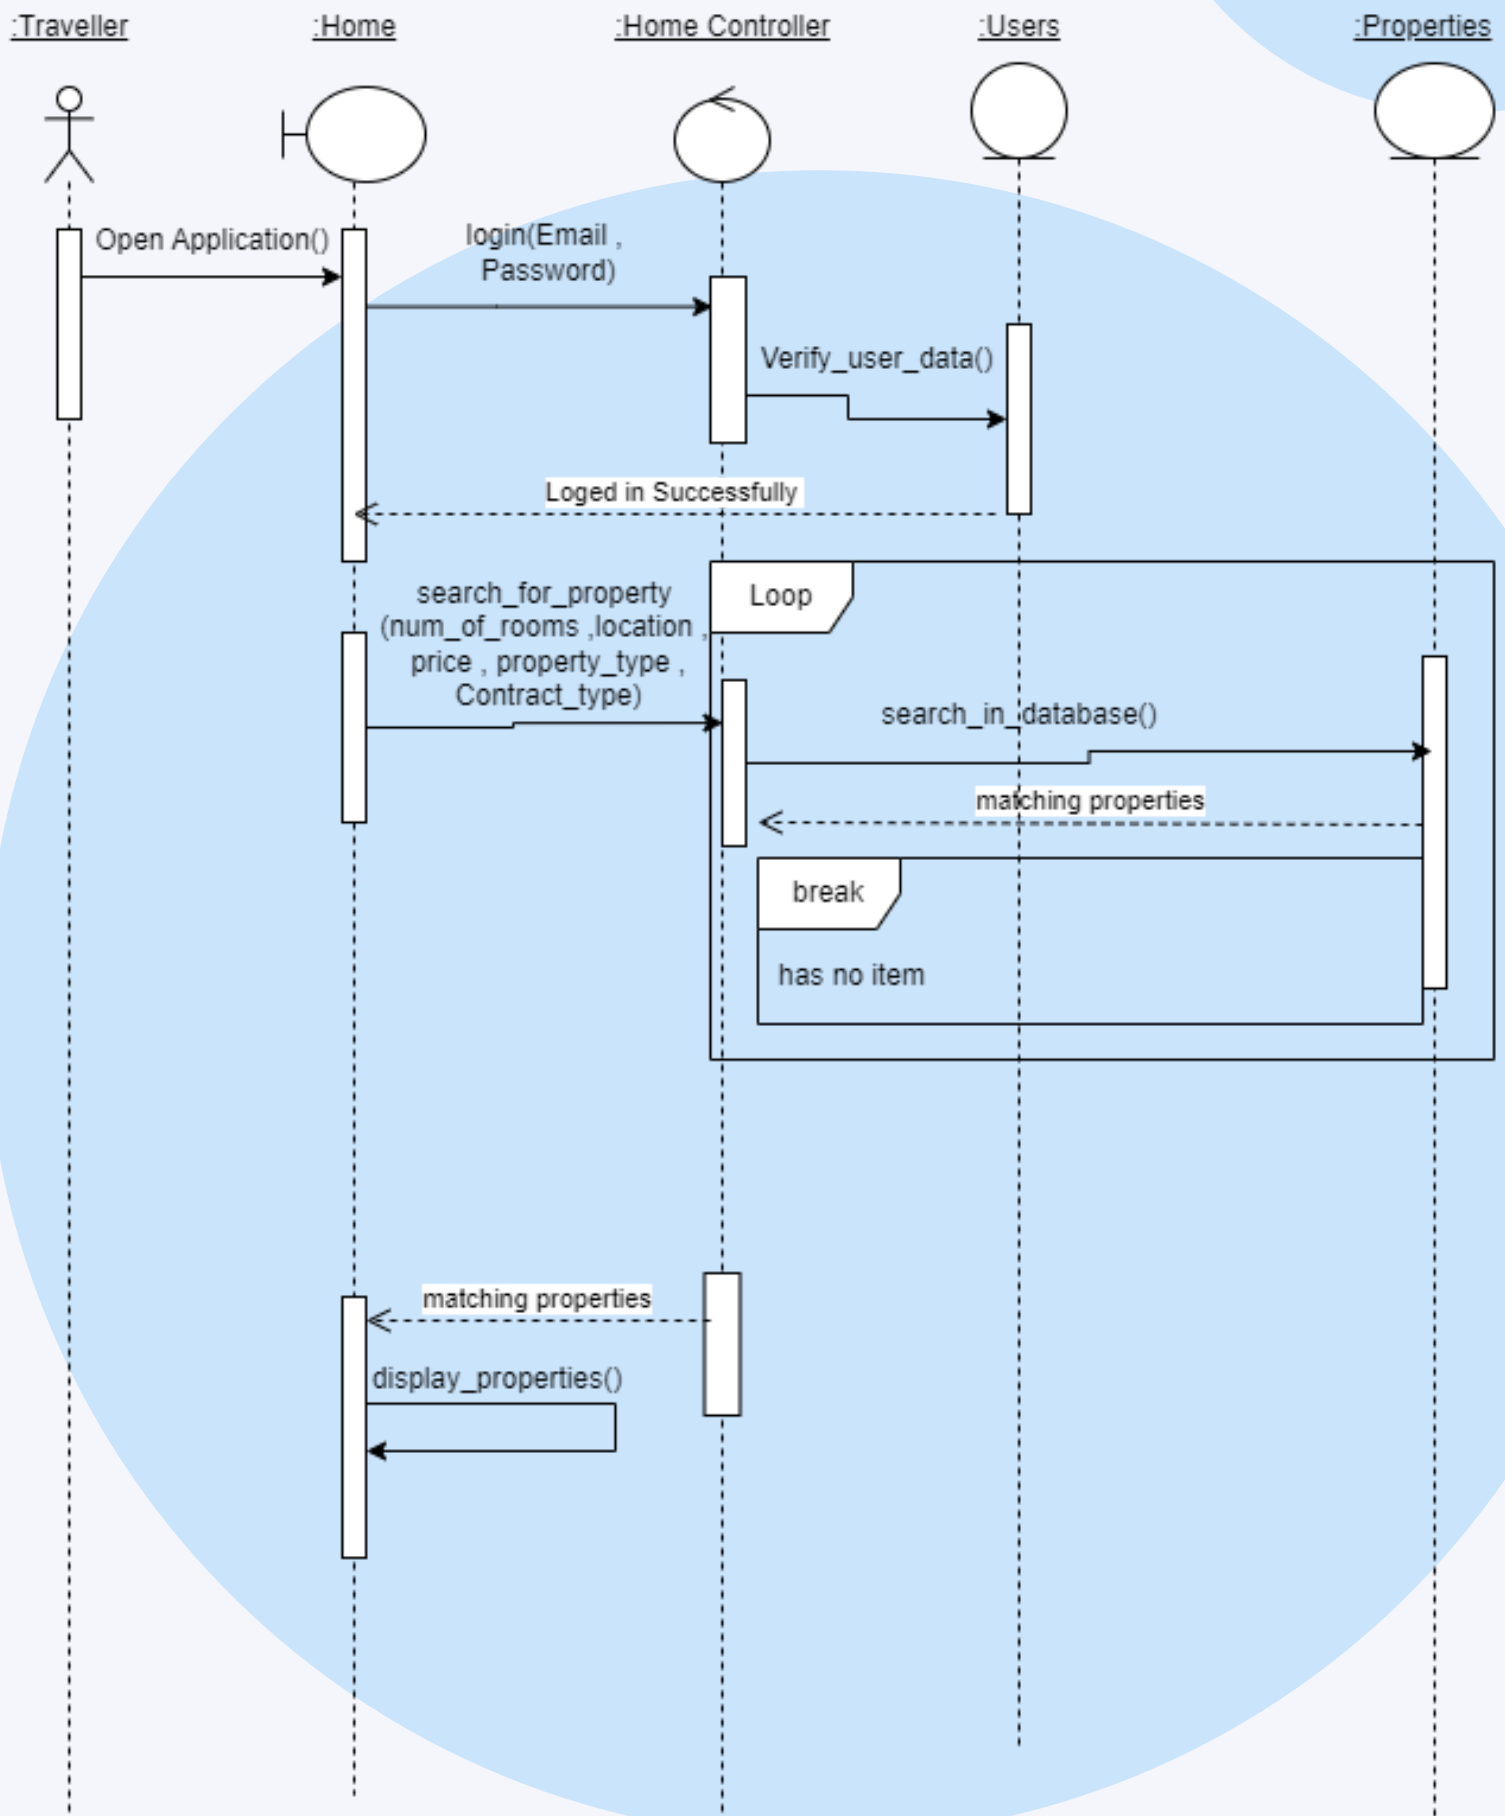 :Traveller
:Home
:Home Controller
:Users
:Properties
Open Application()
login(Email ,
Password)
Verify_user_data()
Loged in Successfully
search_for_property
(num_of_rooms ,location ,
price , property_type ,
Contract_type)
Loop
search_in_database()
matching properties
break
has no item
matching properties
display_properties()